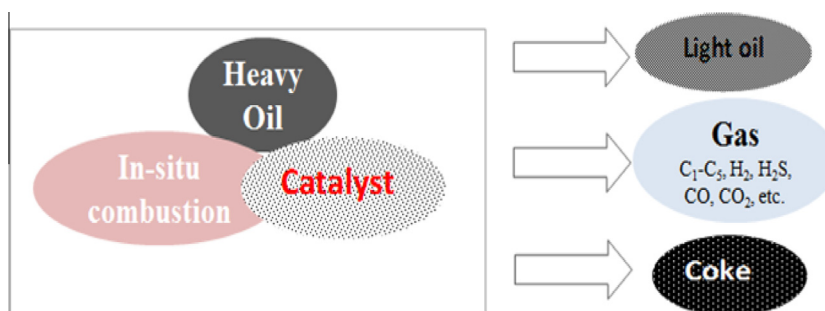 Heavy
Oil
In-situ
combustion
Catalyst
Light oil
Gas
C₁-C₅, H₂, H₂S,
CO, CO₂, etc.
Coke